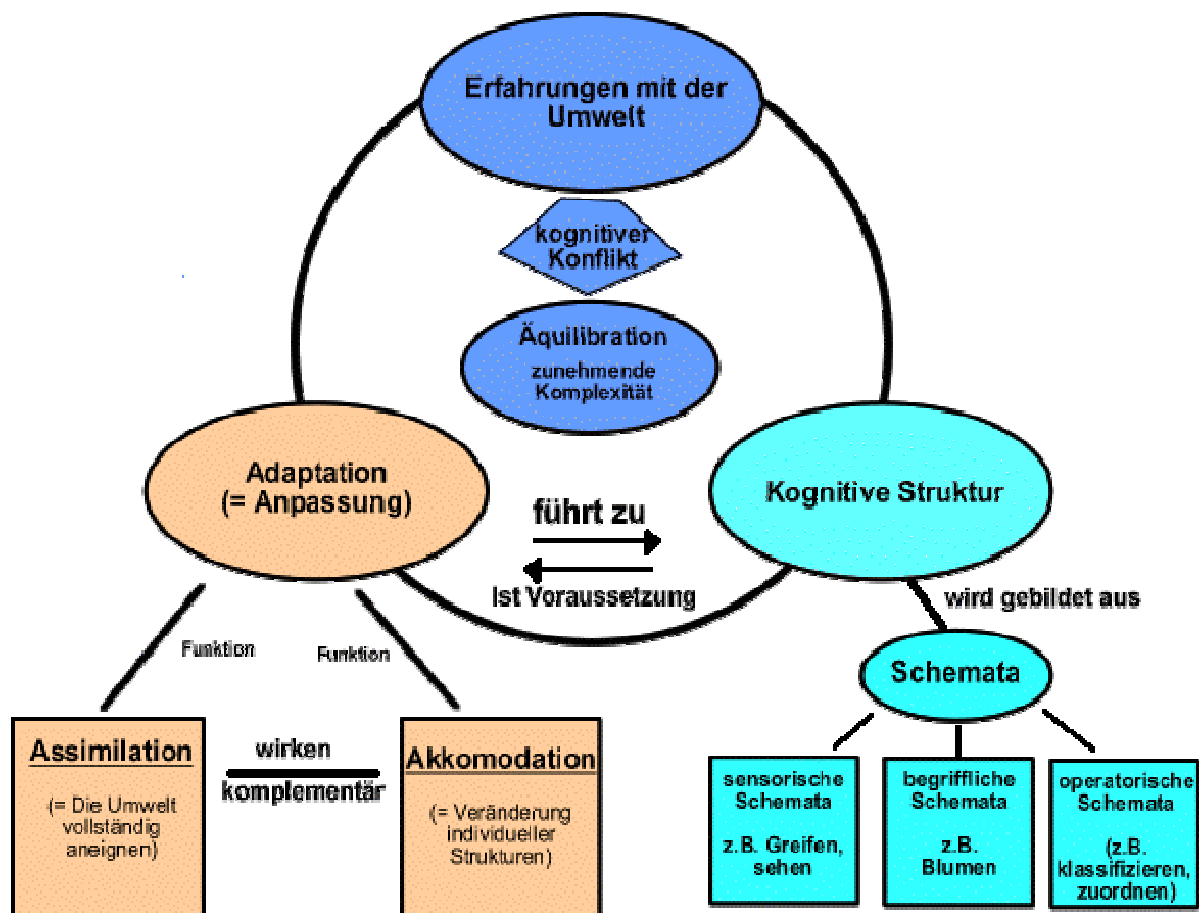 Erfahrungen mit der
Umwelt
kognitiver
Konflikt
Äquilibration
zunehmende
Komplexität
Adaptation
(= Anpassung)
führt zu
Ist Voraussetzung
Kognitive Struktur
wird gebildet aus
Schemata
Funktion
Funktion
Assimilation
(= Die Umwelt
vollständig
aneignen)
wirken
komplementär
Akkomodation
(= Veränderung
individueller
Strukturen)
sensorische
Schemata
z.B. Greifen,
sehen
begriffliche
Schemata
z.B.
Blumen
operatorische
Schemata
(z.B.
klassifizieren,
zuordnen)